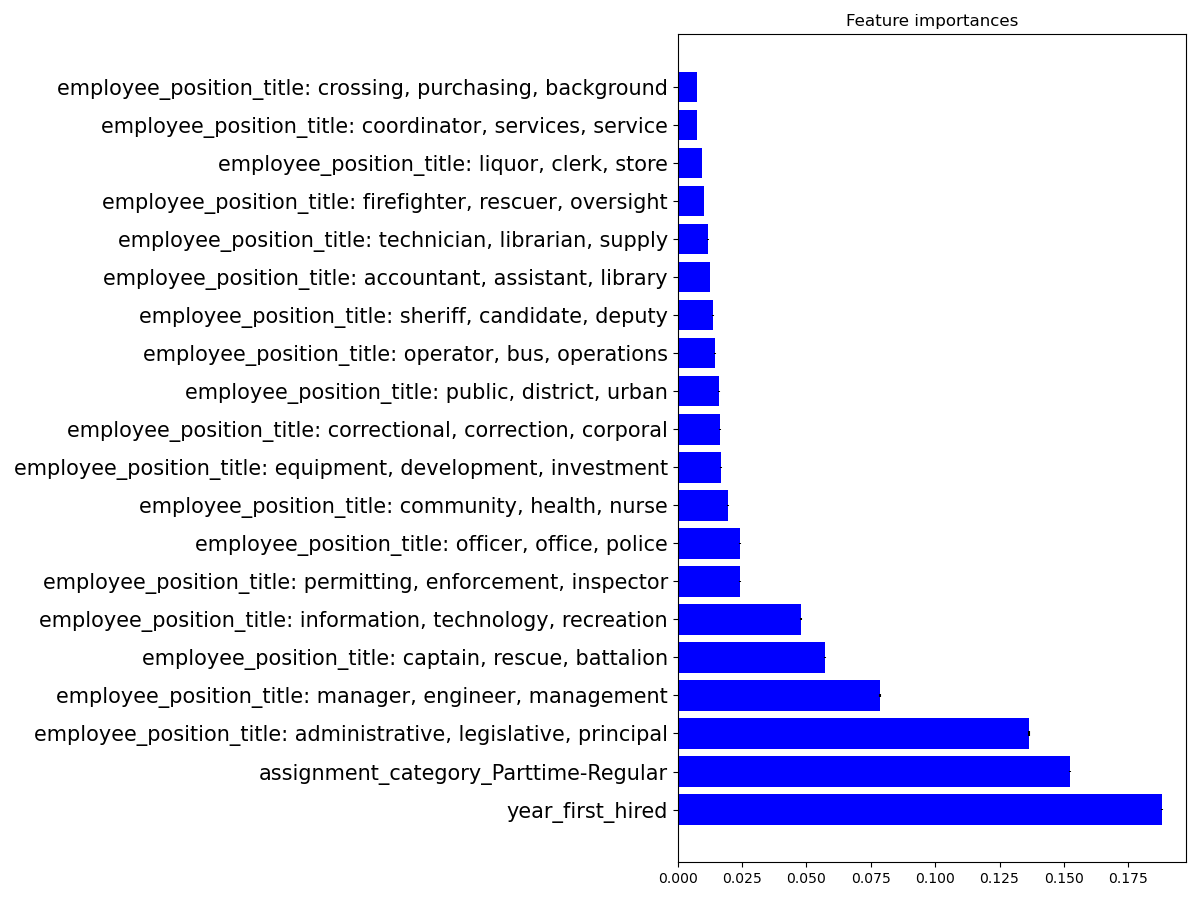 Feature importances
employee_position_title: crossing, purchasing, background
employee_position_title: coordinator, services, service
employee_position_title: liquor, clerk, store
employee_position_title: firefighter, rescuer, oversight
employee_position_title: technician, librarian, supply
employee_position_title: accountant, assistant, library
employee_position_title: sheriff, candidate, deputy
employee_position_title: operator, bus, operations
employee_position_title: public, district, urban
employee_position_title: correctional, correction, corporal
employee_position_title: equipment, development, investment
employee_position_title: community, health, nurse
employee_position_title: officer, office, police
employee_position_title: permitting, enforcement, inspector
employee_position_title: information, technology, recreation
employee_position_title: captain, rescue, battalion
employee_position_title: manager, engineer, management
employee_position_title: administrative, legislative, principal
assignment_category_Parttime-Regular
year_first_hired
0.000 0.025 0.050 0.075 0.100 0.125 0.150 0.175